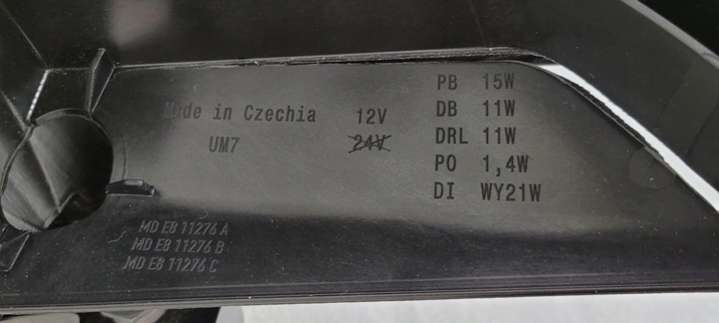 Made in Czechia 12V
UM7 24V
PB 15W
DB 11W
DRL 11W
PO 1,4W
DI WY21W
MD E8 11276 A
MD E8 11276 B
MD E8 11276 C